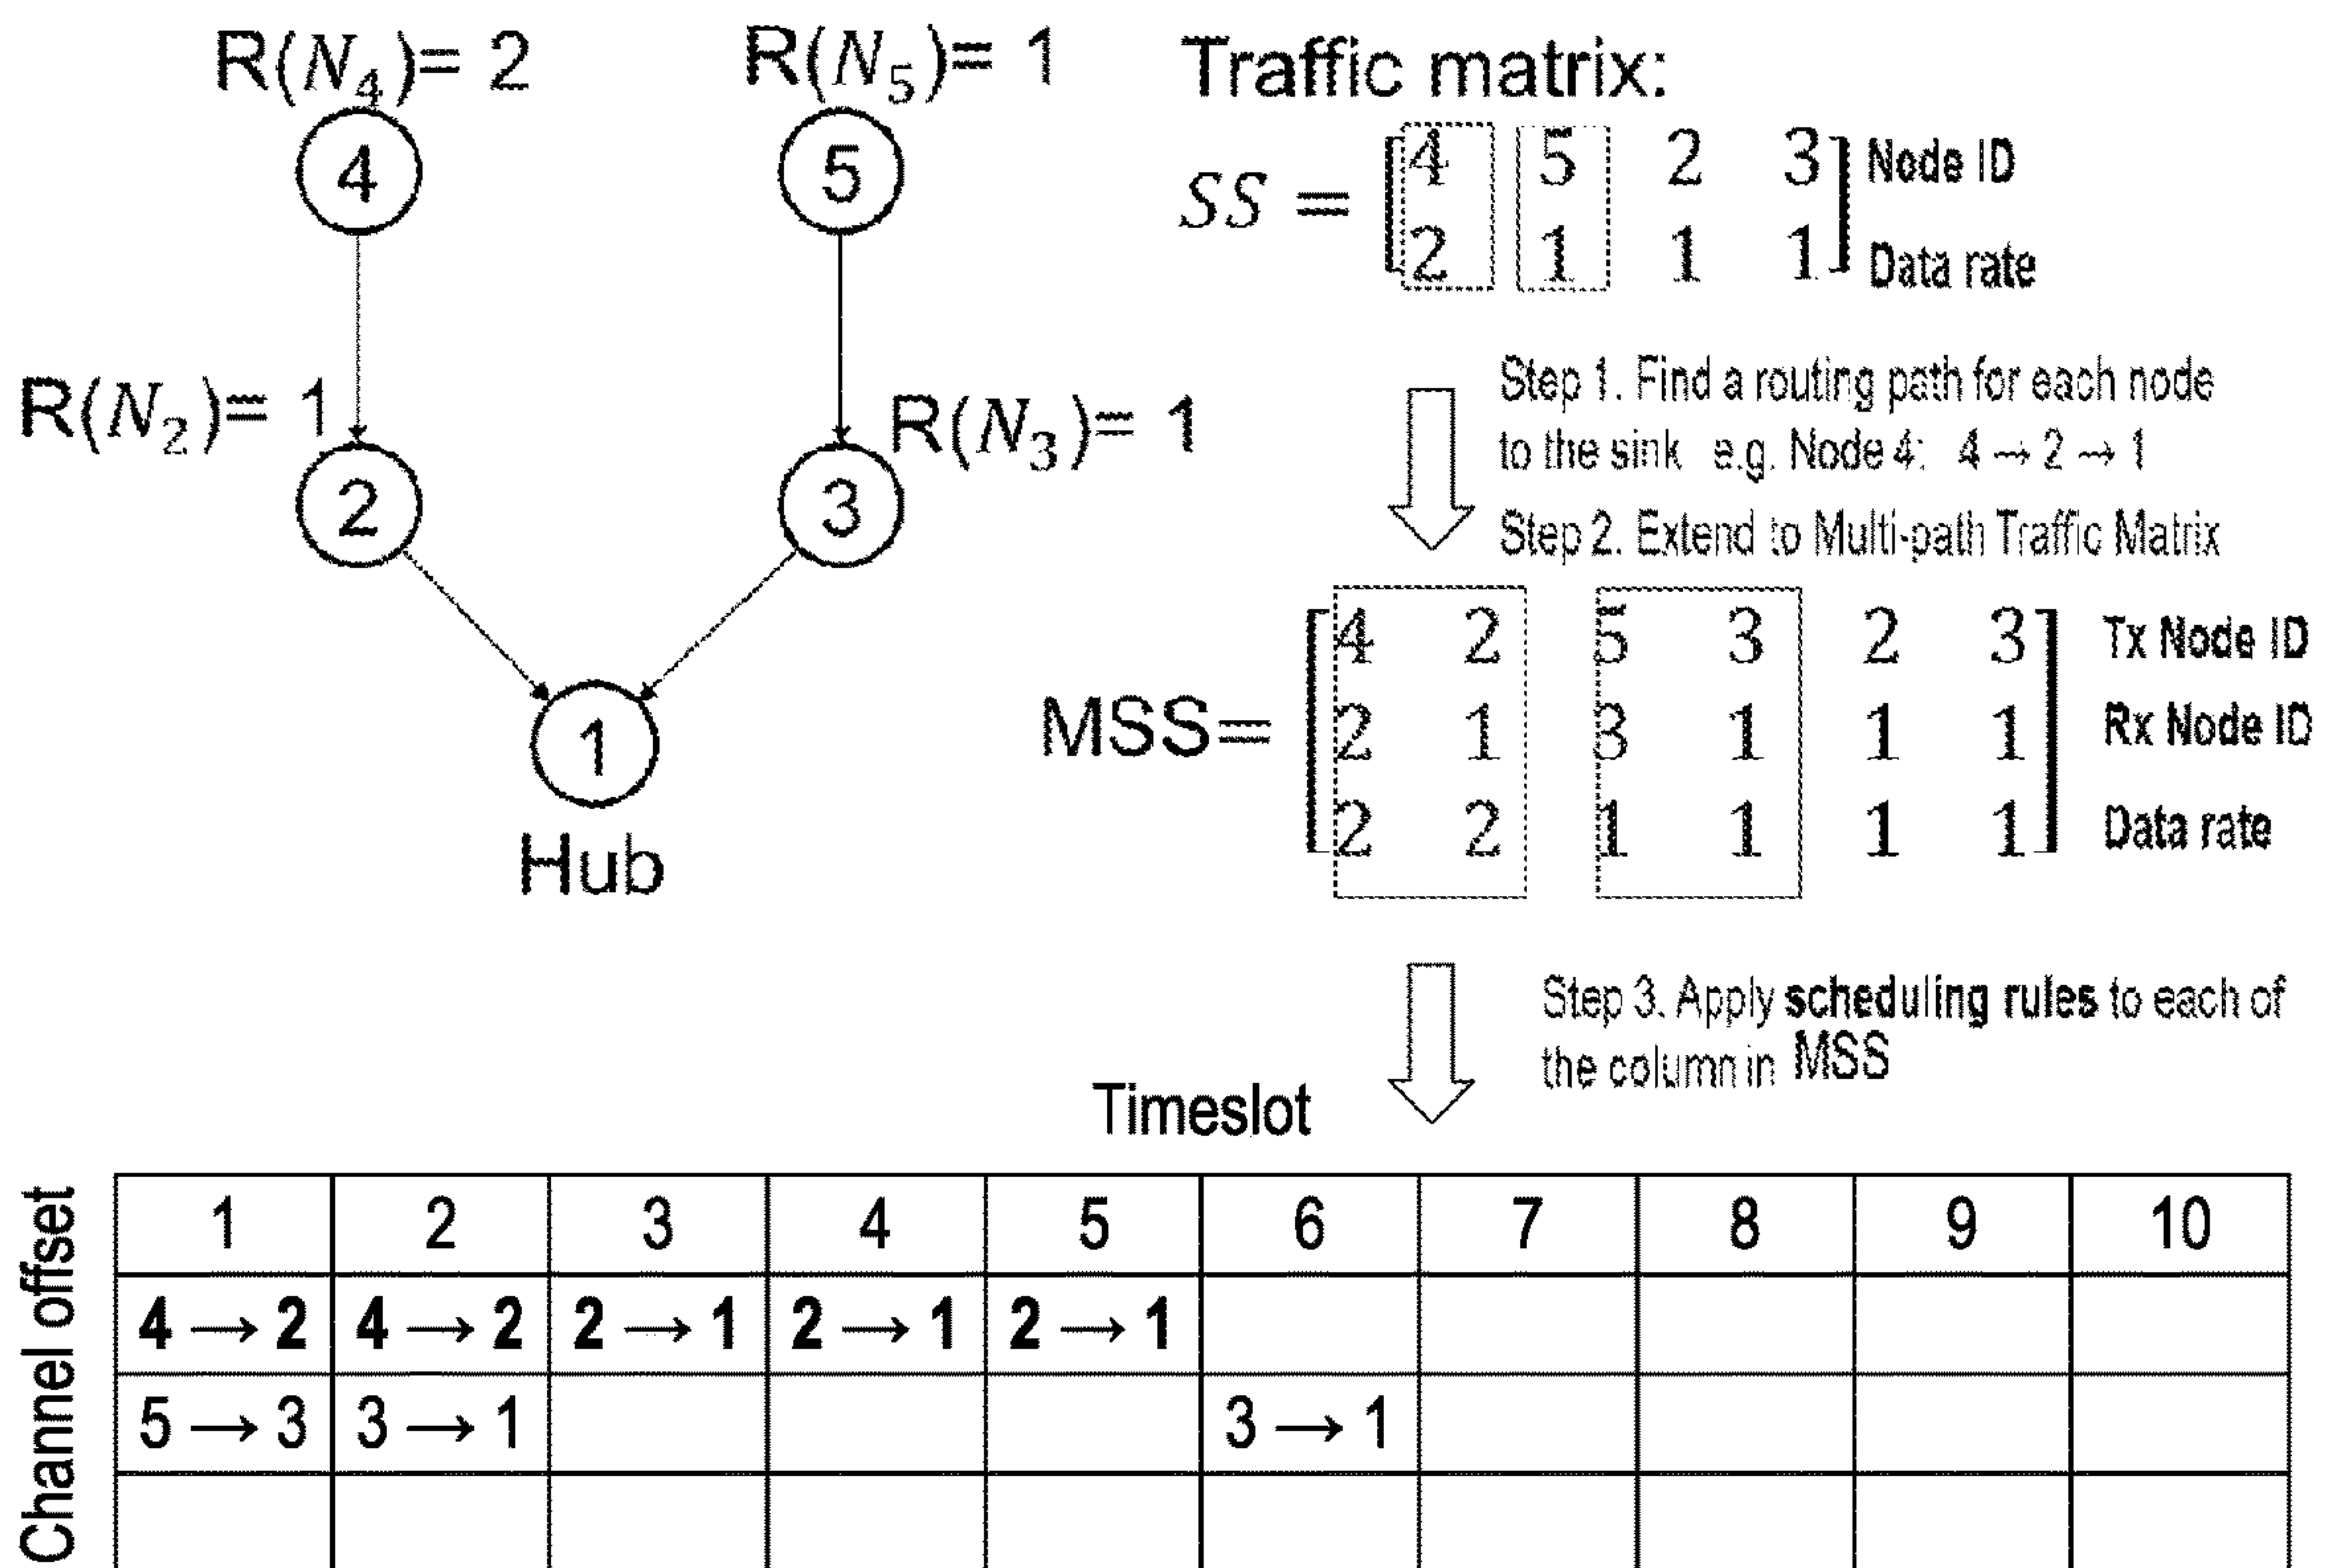 R(N₄)= 2
R(N₅)= 1
4
5
R(N₂)= 1
R(N₃)= 1
2
3
1
Hub
Traffic matrix:
SS = [4 5 2 3] Node ID
[2 1 1 1] Data rate
Step 1. Find a routing path for each node
to the sink e.g. Node 4: 4 → 2 → 1
Step 2. Extend to Multi-path Traffic Matrix
[4 2 5 3 2 3] Tx Node ID
MSS= [2 1 3 1 1 1] Rx Node ID
[2 2 1 1 1 1] Data rate
Step 3. Apply scheduling rules to each of
the column in MSS
Timeslot
Channel offset
1 2 3 4 5 6 7 8 9 10
4 → 2 4 → 2 2 → 1 2 → 1 2 → 1
5 → 3 3 → 1 3 → 1